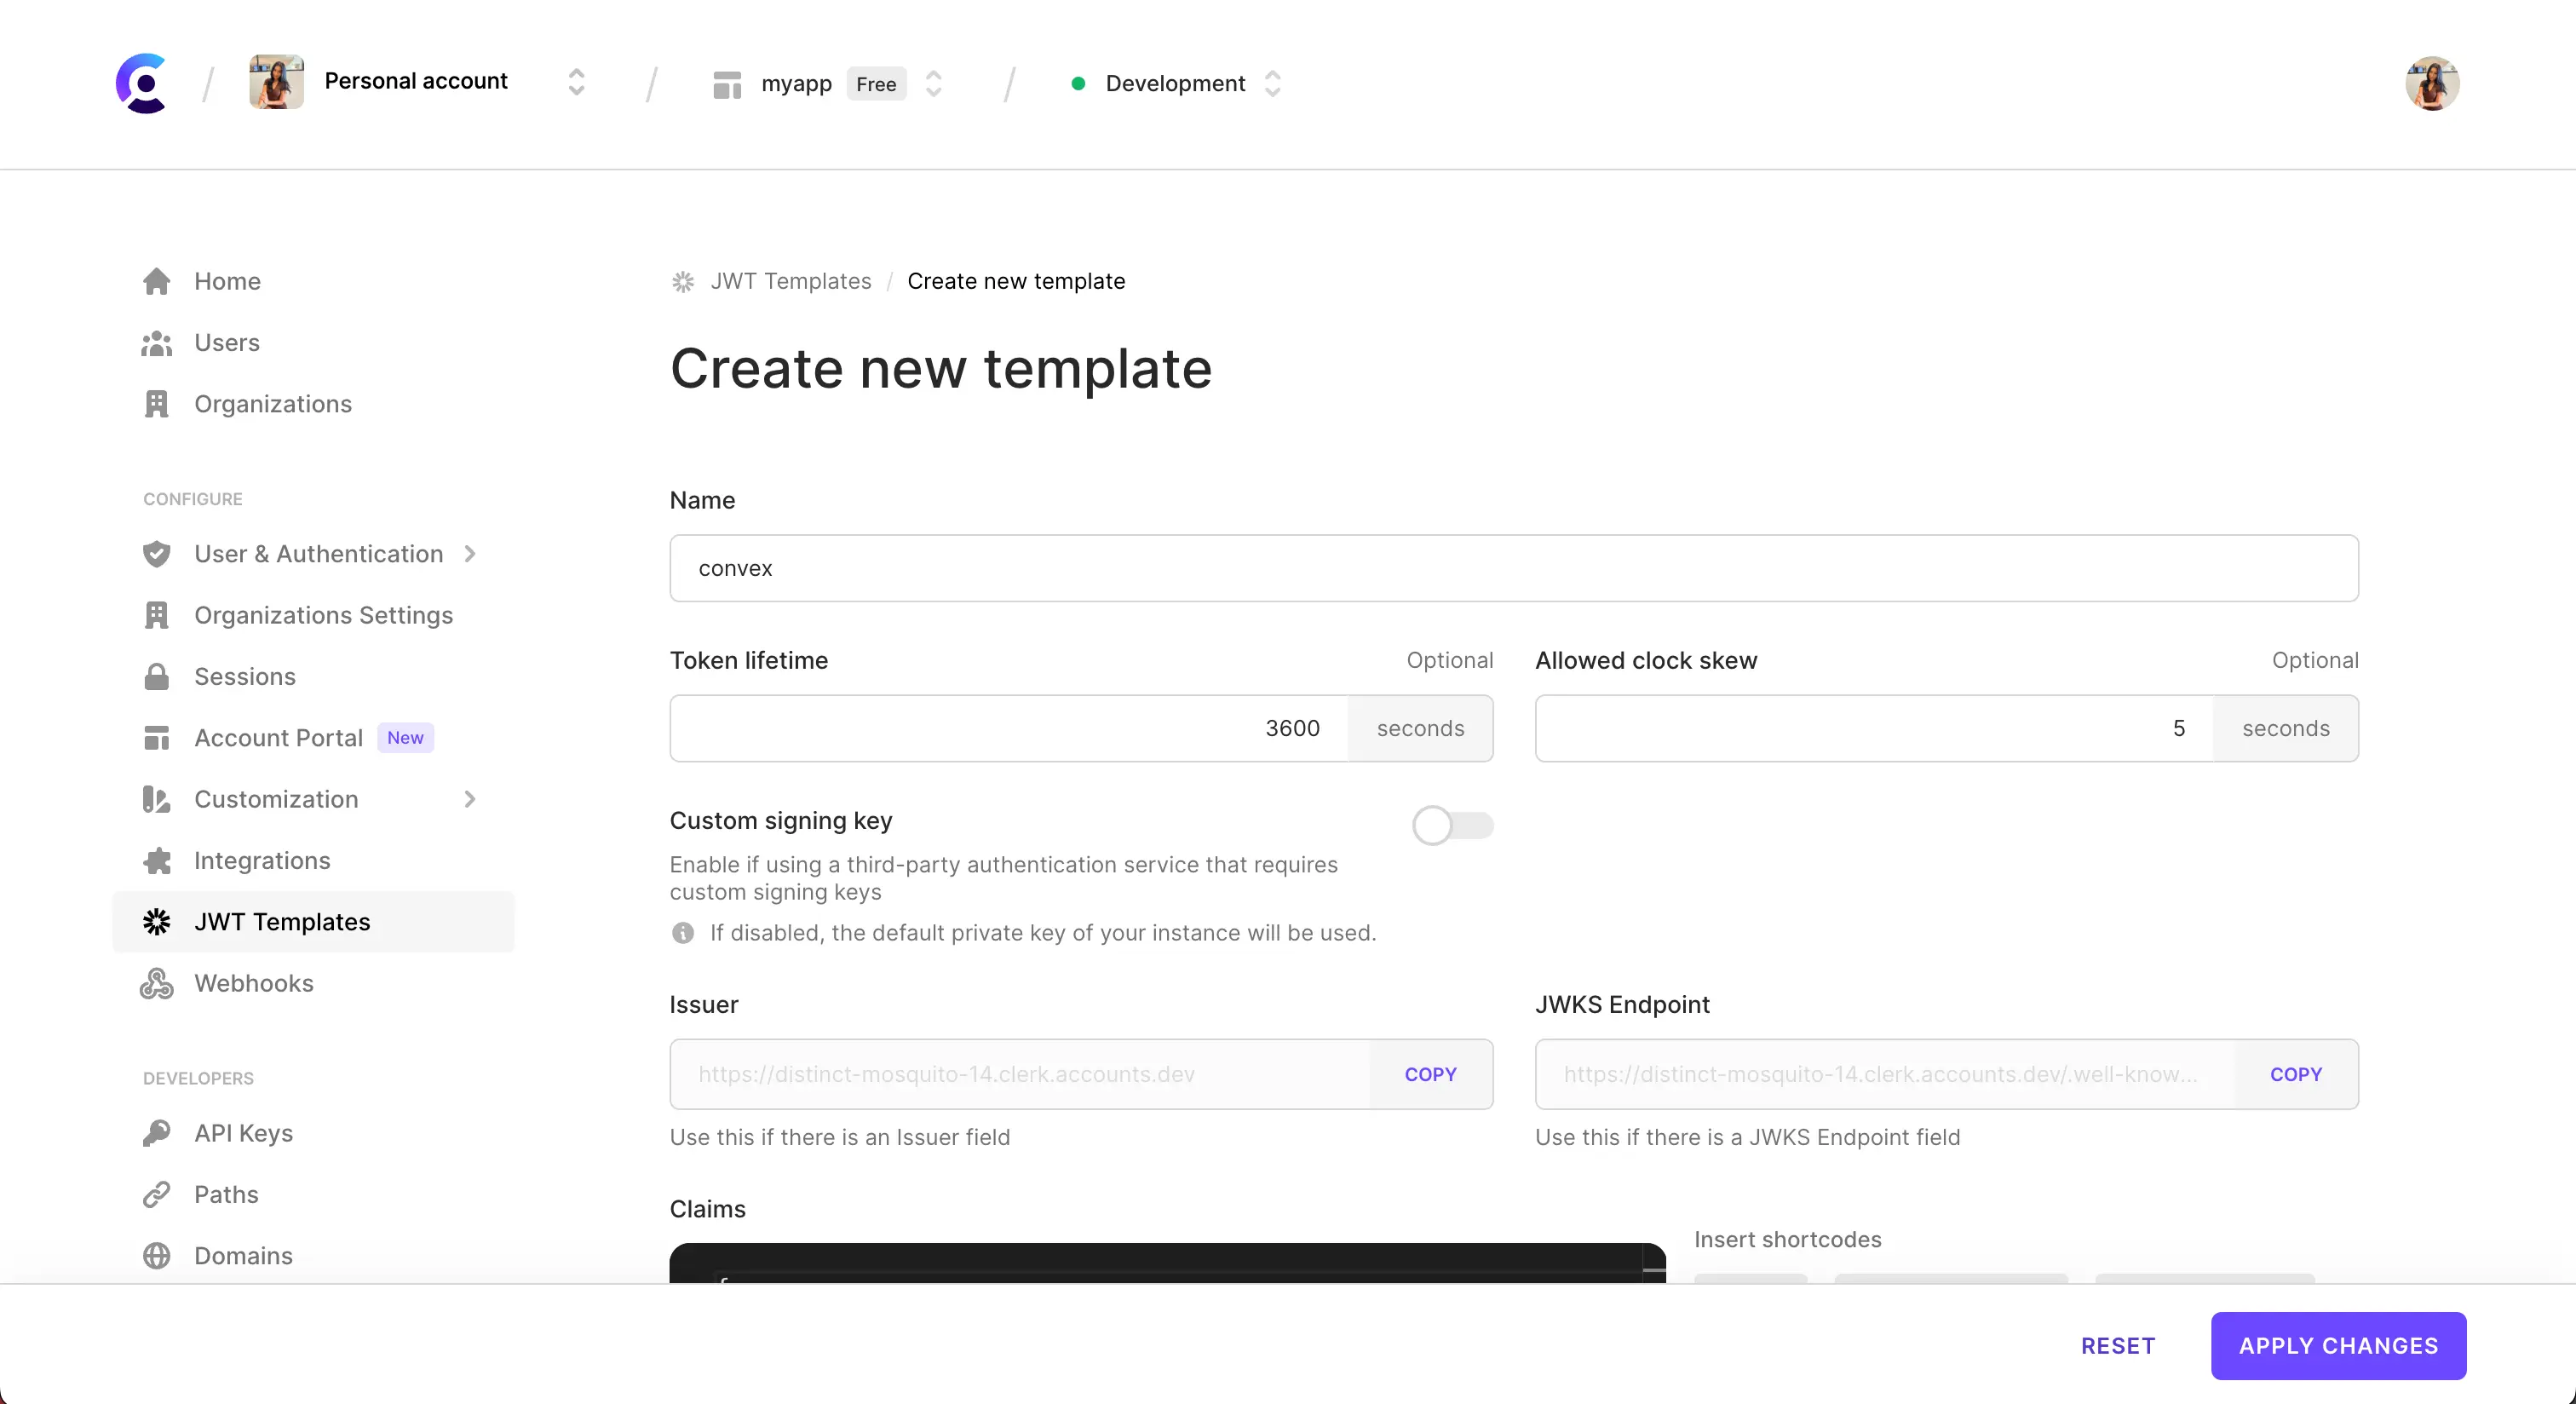 Personal account
myapp Free
Development
Home
Users
Organizations
CONFIGURE
User & Authentication
Organizations Settings
Sessions
Account Portal New
Customization
Integrations
JWT Templates
Webhooks
DEVELOPERS
API Keys
Paths
Domains
JWT Templates / Create new template
Create new template
Name
convex
Token lifetime Optional
3600 seconds
Allowed clock skew Optional
5 seconds
Custom signing key
Enable if using a third-party authentication service that requires
custom signing keys
If disabled, the default private key of your instance will be used.
Issuer
https://distinct-mosquito-14.clerk.accounts.dev COPY
Use this if there is an Issuer field
JWKS Endpoint
https://distinct-mosquito-14.clerk.accounts.dev/.well-know... COPY
Use this if there is a JWKS Endpoint field
Claims
Insert shortcodes
RESET
APPLY CHANGES